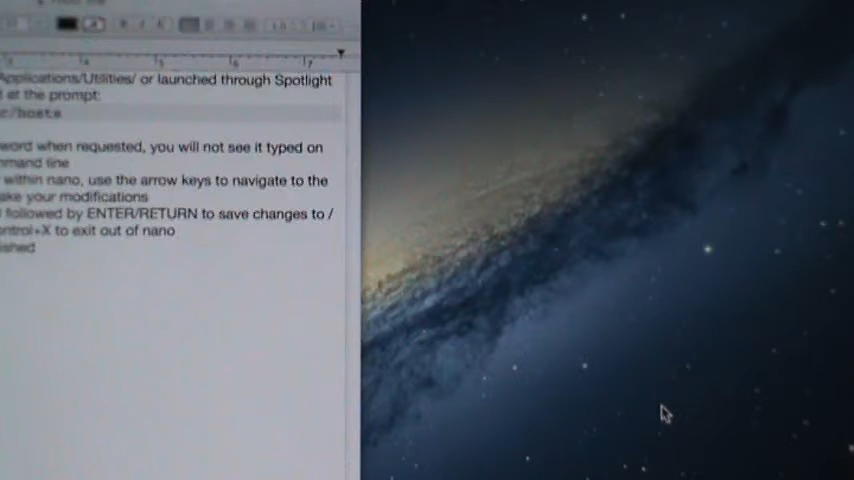 Applications/Utilities/ or launched through Spotlight
at the prompt:
c/hosts
word when requested, you will not see it typed on
mmand line
within nano, use the arrow keys to navigate to the
ake your modifications
followed by ENTER/RETURN to save changes to /
ontrol+X to exit out of nano
ished